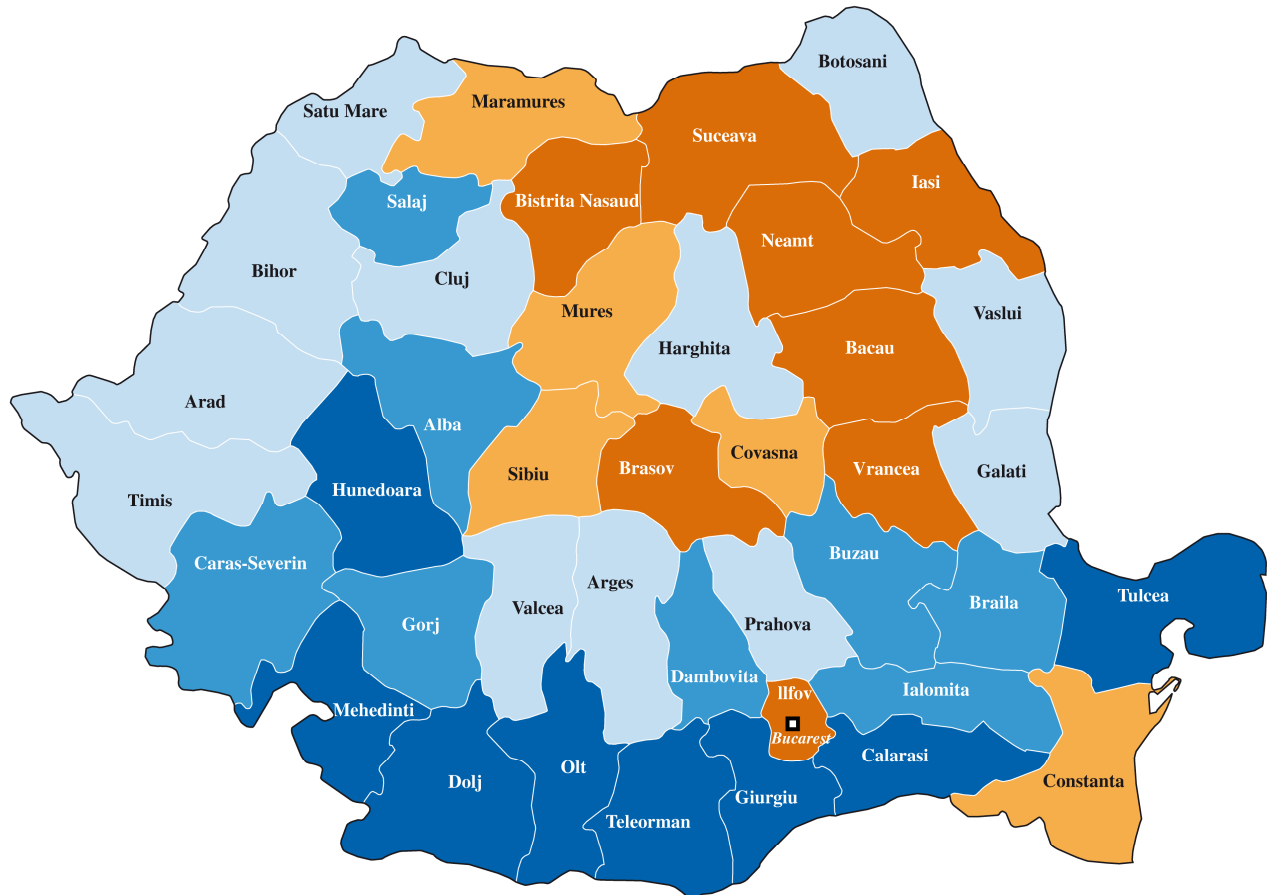 Botosani
Satu Mare
Maramures
Suceava
Iasi
Salaj
Bistrita Nasaud
Neamt
Bihor
Cluj
Mures
Vaslui
Harghita
Bacau
Arad
Alba
Covasna
Sibiu
Brasov
Vrancea
Galati
Hunedoara
Timis
Buzau
Caras-Severin
Arges
Tulcea
Braila
Valcea
Gorj
Prahova
Dambovita
Ialomita
Ilfov
Mehedinti
Bucarest
Calarasi
Olt
Dolj
Constanta
Giurgiu
Teleorman